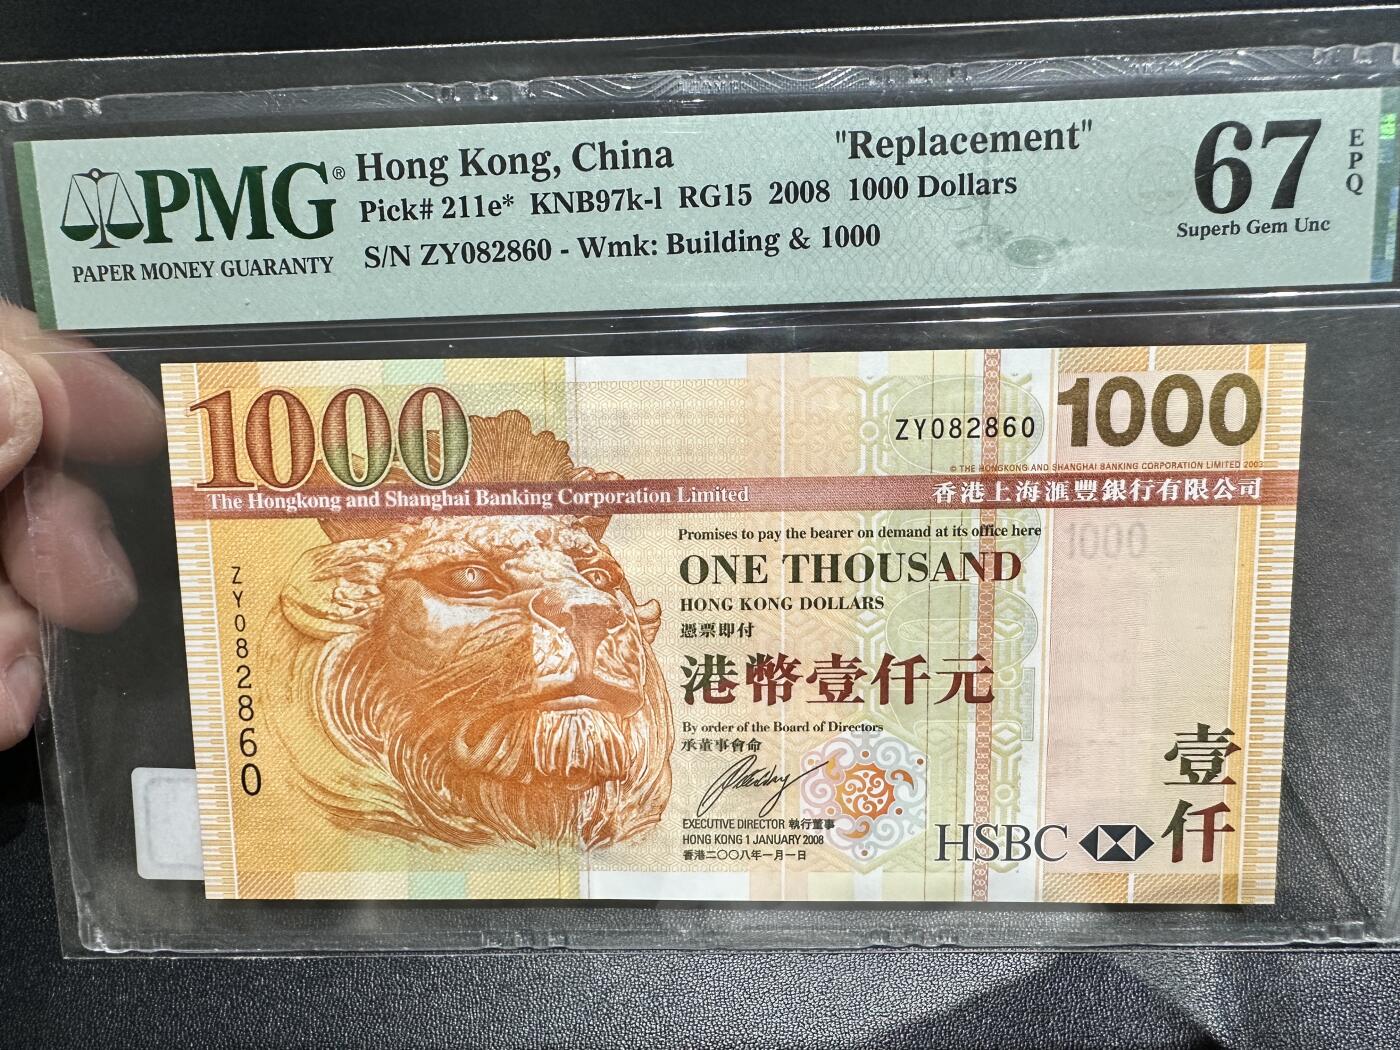 PMG®
PAPER MONEY GUARANTY
Hong Kong, China
"Replacement"
Pick# 211e* KNB97k-l RG15 2008 1000 Dollars
S/N ZY082860 - Wmk: Building & 1000
67
EPQ
Superb Gem Unc
1000
ZY082860
1000
© THE HONGKONG AND SHANGHAI BANKING CORPORATION LIMITED 2003
The Hongkong and Shanghai Banking Corporation Limited
香港上海滙豐銀行有限公司
Promises to pay the bearer on demand at its office here
1000
ONE THOUSAND
HONG KONG DOLLARS
憑票即付
港幣壹仟元
ZY082860
By order of the Board of Directors
承董事會命
EXECUTIVE DIRECTOR 執行董事
HONG KONG 1 JANUARY 2008
香港二〇〇八年一月一日
HSBC
壹仟